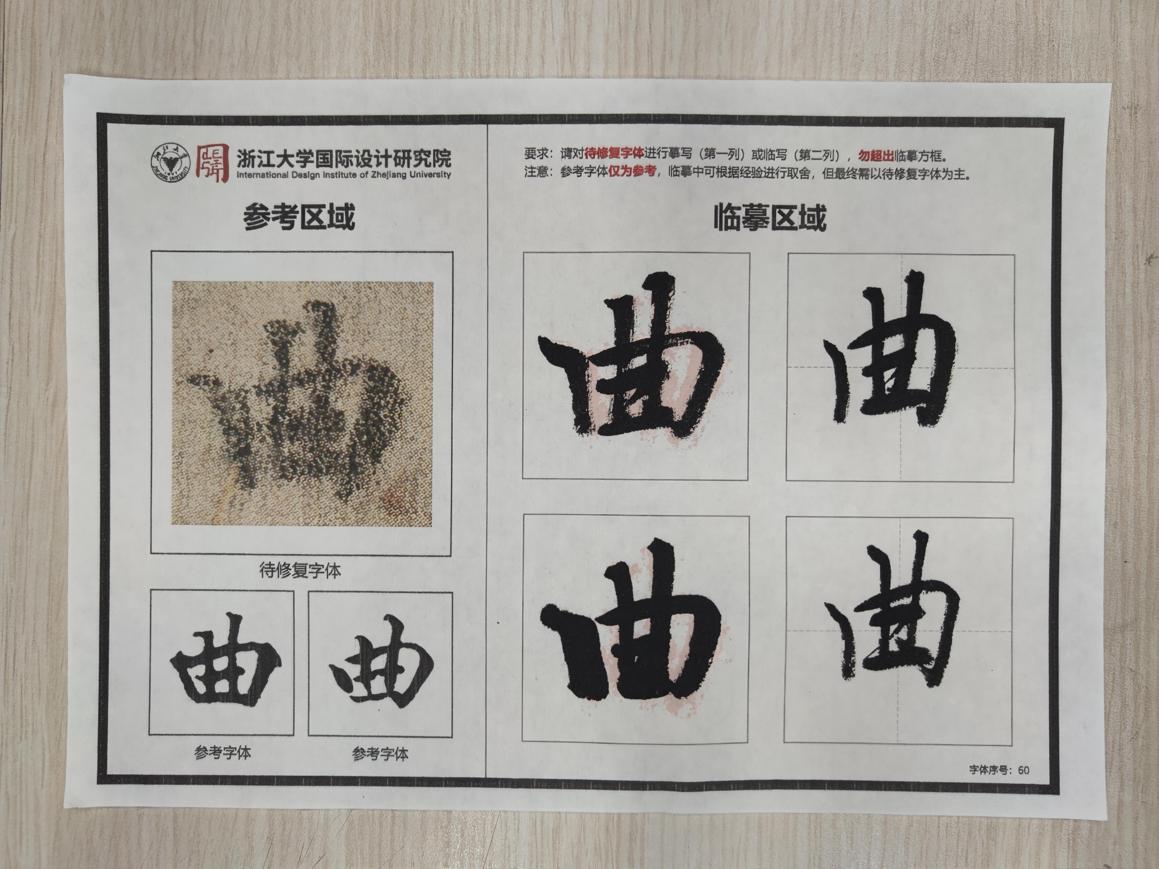 浙江大学国际设计研究院
International Design Institute of Zhejiang University
参考区域
曲
待修复字体
曲 曲
参考字体 参考字体
要求：请对待修复字体进行摹写（第一列）或临写（第二列），勿超出临摹方框。
注意：参考字体仅为参考，临摹中可根据经验进行取舍，但最终需以待修复字体为主。
临摹区域
曲 曲
曲 曲
字体序号：60